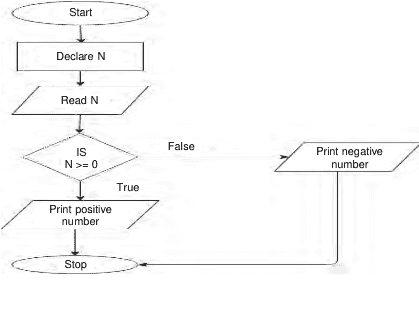 Start
Declare N
Read N
IS
N >= 0
False
Print negative
number
True
Print positive
number
Stop